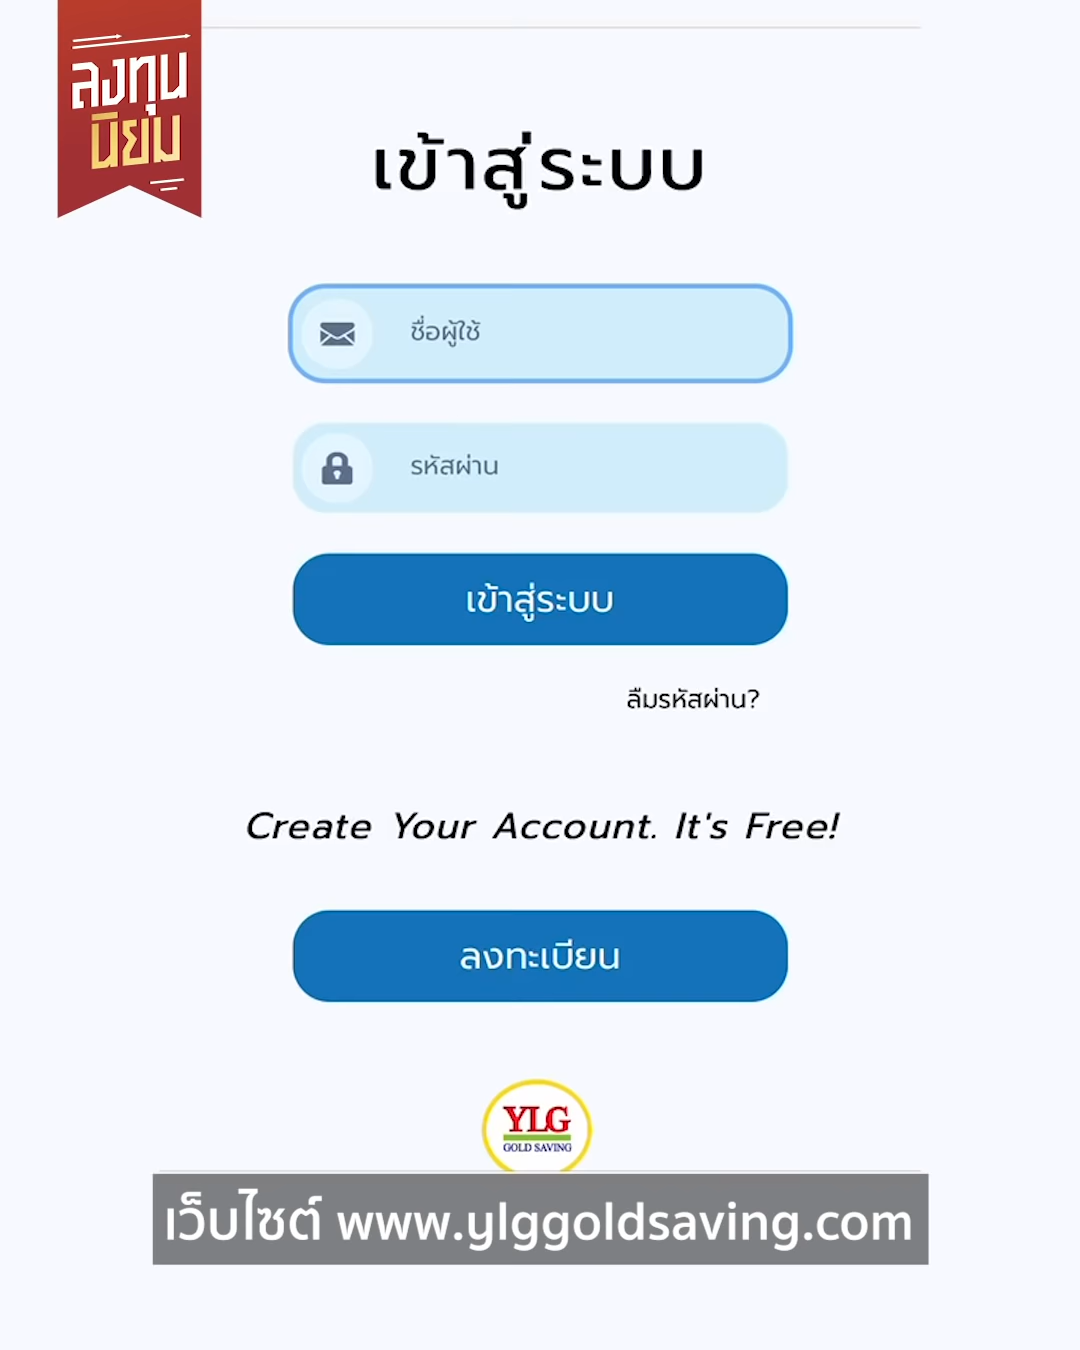 ลงทุน
นิยม
เข้าสู่ระบบ
ชื่อผู้ใช้
รหัสผ่าน
เข้าสู่ระบบ
ลืมรหัสผ่าน?
Create Your Account. It's Free!
ลงทะเบียน
YLG
GOLD SAVING
เว็บไซต์ www.ylggoldsaving.com